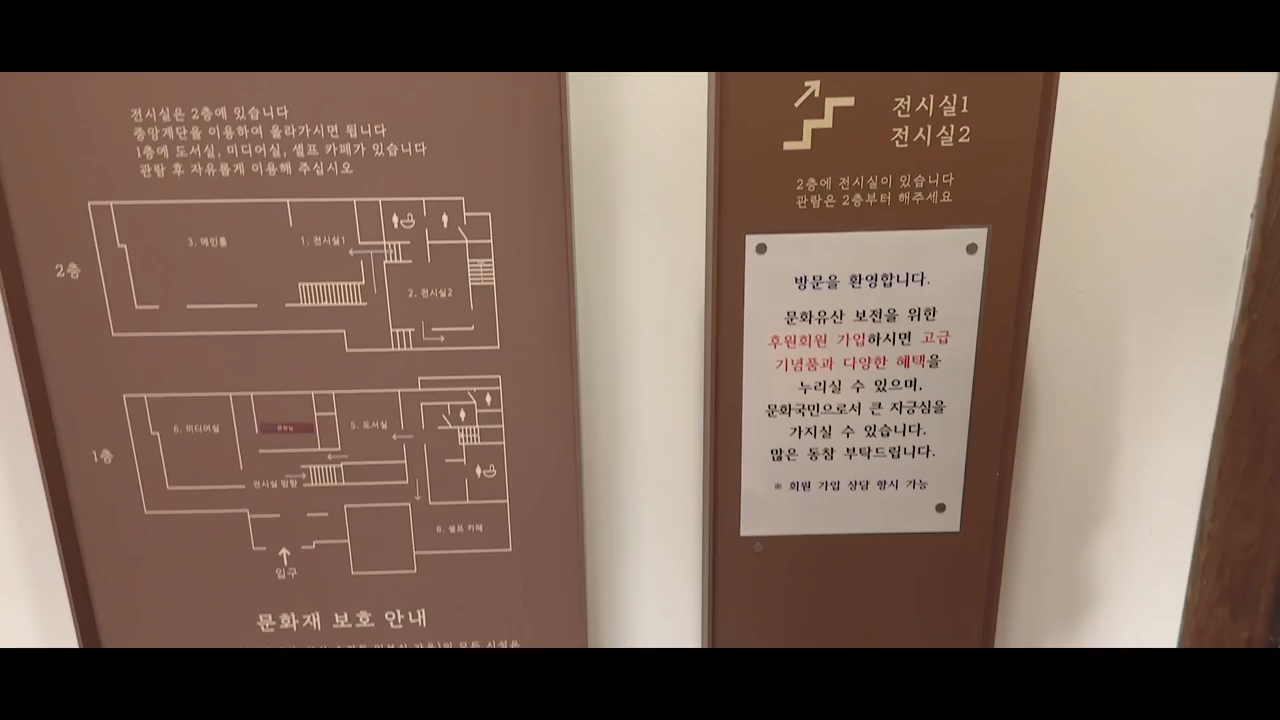 전시실은 2층에 있습니다
중앙계단을 이용하여 올라가시면 됩니다
1층에 도서실, 미디어실, 셀프 카페가 있습니다
관람 후 자유롭게 이용해 주십시오
2층
3. 메인홀
1. 전시실1
2. 전시실2
1층
6. 미디어실
5. 도서실
전시실 방향
8. 셀프 카페
입구
문화재 보호 안내
전시실1
전시실2
2층에 전시실이 있습니다
관람은 2층부터 해주세요
방문을 환영합니다.
문화유산 보전을 위한
후원회원 가입하시면 고급
기념품과 다양한 혜택을
누리실 수 있으며,
문화국민으로서 큰 자긍심을
가지실 수 있습니다.
많은 동참 부탁드립니다.
※ 회원 가입 상담 항시 가능